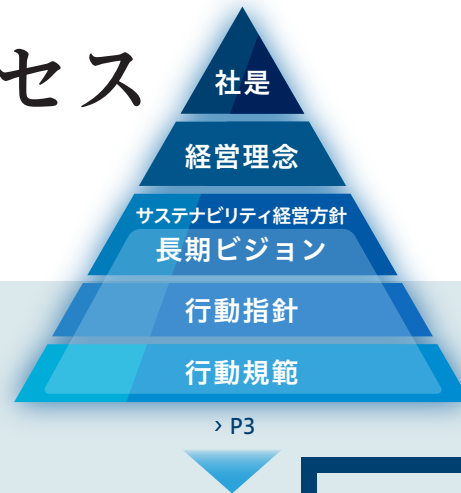 セス
社是
経営理念
サステナビリティ経営方針
長期ビジョン
行動指針
行動規範
› P3